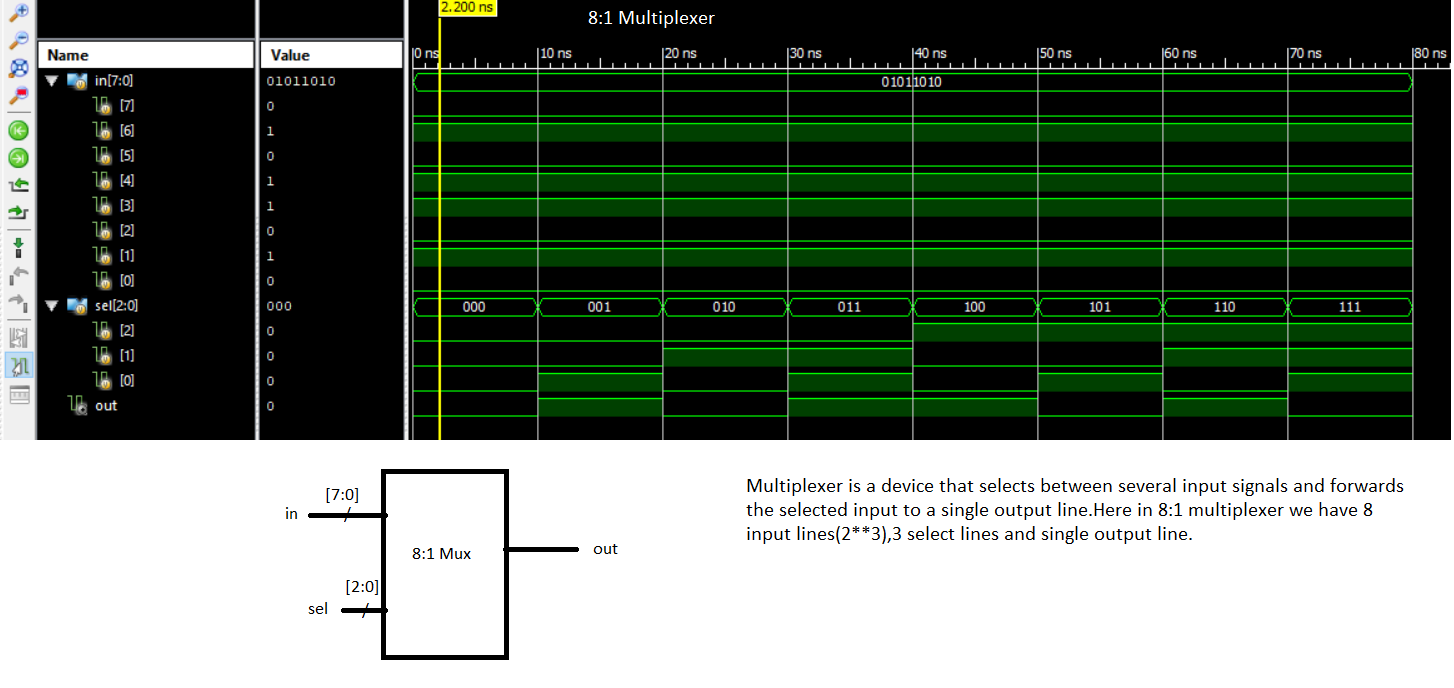 2.200 ns
8:1 Multiplexer
Name Value
0 ns 10 ns 20 ns 30 ns 40 ns 50 ns 60 ns 70 ns 80 ns
in[7:0] 01011010 01011010
[7] 0
[6] 1
[5] 0
[4] 1
[3] 1
[2] 0
[1] 1
[0] 0
sel[2:0] 000 000 001 010 011 100 101 110 111
[2] 0
[1] 0
[0] 0
out 0
[7:0]
in
8:1 Mux
out
[2:0]
sel
Multiplexer is a device that selects between several input signals and forwards
the selected input to a single output line.Here in 8:1 multiplexer we have 8
input lines(2**3),3 select lines and single output line.